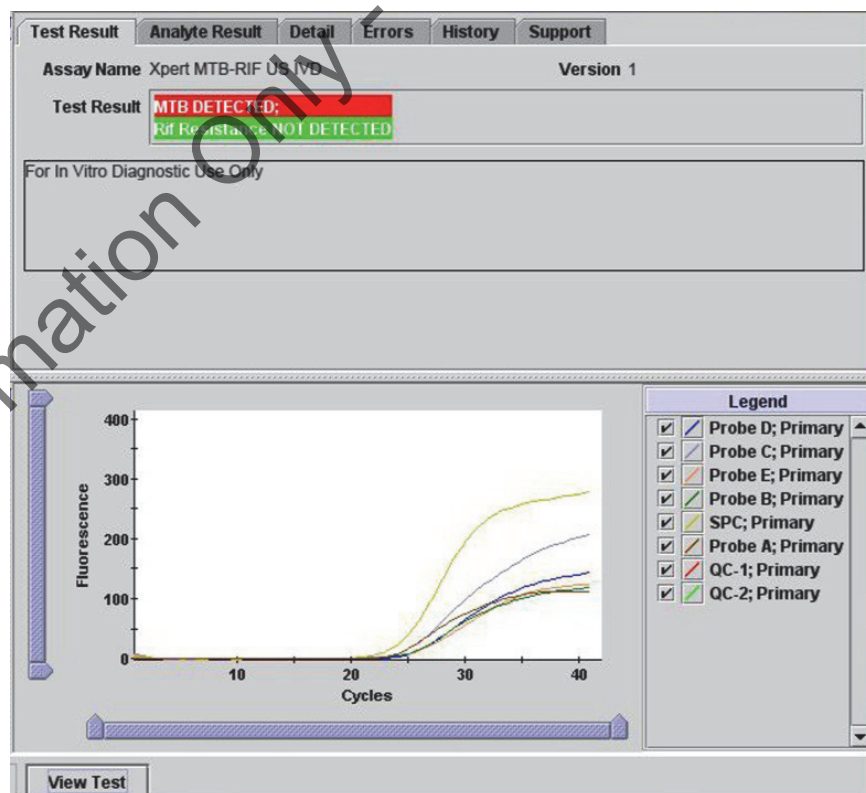 Test Result Analyte Result Detail Errors History Support
Assay Name Xpert MTB-RIF US IVD Version 1
Test Result MTB DETECTED;
Rif Resistance NOT DETECTED
For In Vitro Diagnostic Use Only
mation Only -
Legend
Probe D; Primary
Probe C; Primary
Probe E; Primary
Probe B; Primary
SPC; Primary
Probe A; Primary
QC-1; Primary
QC-2; Primary
400
300
200
100
0
Fluorescence
10 20 30 40
Cycles
View Test